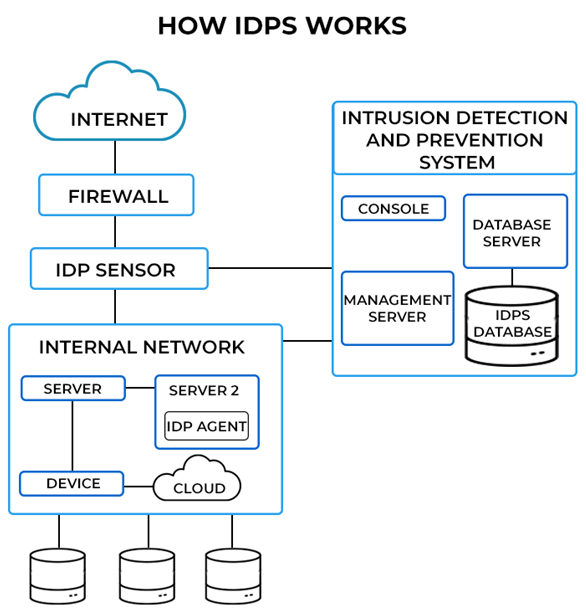 HOW IDPS WORKS
INTERNET
FIREWALL
IDP SENSOR
INTERNAL NETWORK
SERVER
SERVER 2
IDP AGENT
DEVICE
CLOUD
INTRUSION DETECTION
AND PREVENTION
SYSTEM
CONSOLE
DATABASE
SERVER
MANAGEMENT
SERVER
IDPS
DATABASE